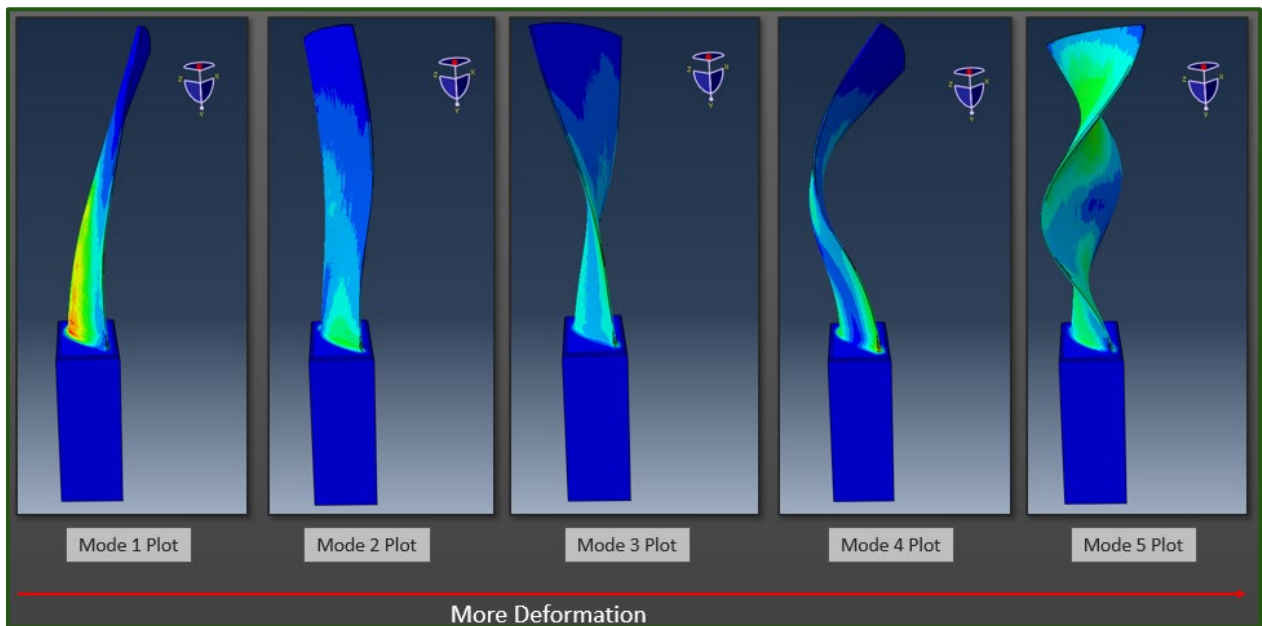 Z X
Y
Z X
Y
Z X
Y
Z X
Y
Z X
Y
Mode 1 Plot
Mode 2 Plot
Mode 3 Plot
Mode 4 Plot
Mode 5 Plot
More Deformation